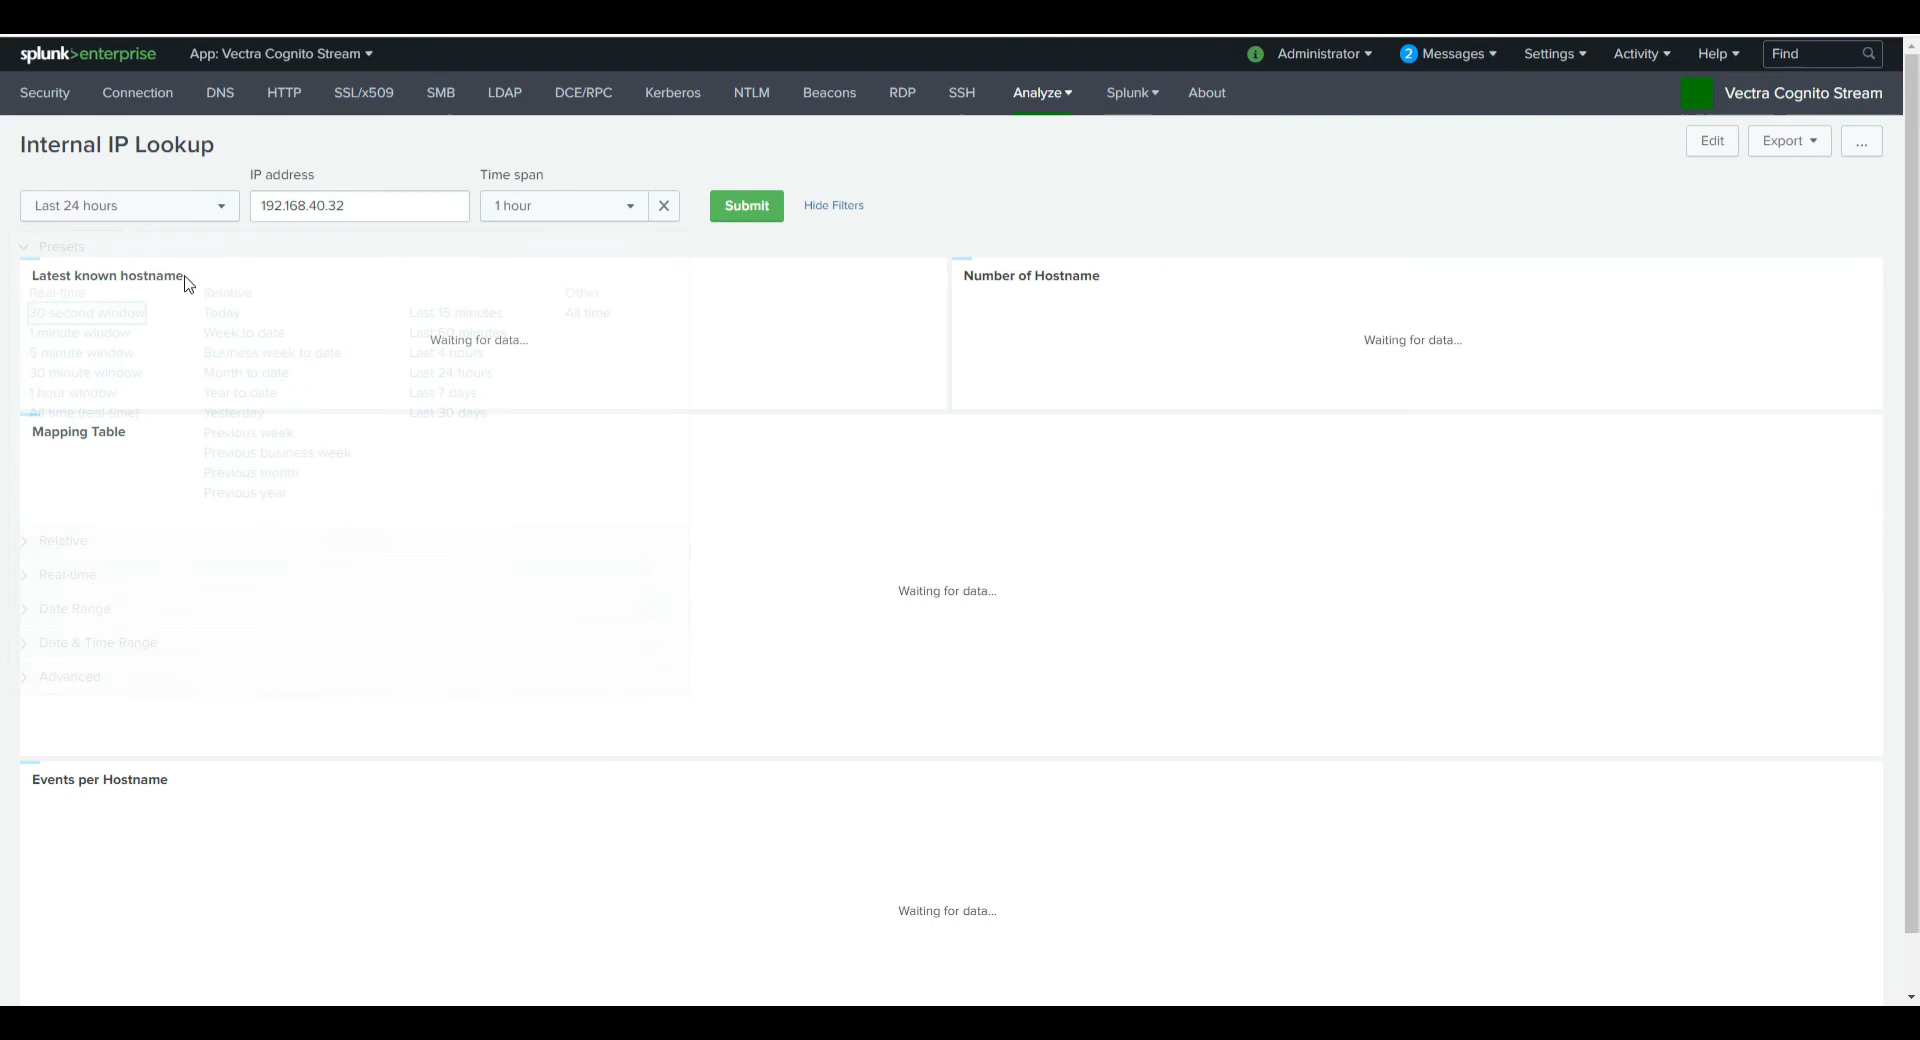 splunk>enterprise App: Vectra Cognito Stream i Administrator 2 Messages Settings Activity Help Find
Security Connection DNS HTTP SSL/x509 SMB LDAP DCE/RPC Kerberos NTLM Beacons RDP SSH Analyze Splunk About Vectra Cognito Stream
Internal IP Lookup
Edit Export ...
IP address Time span
Last 24 hours 192.168.40.32 1 hour Submit Hide Filters
Presets
Latest known hostname Number of Hostname
Real-time Relative Other
30 second window Today Last 15 minutes All time
1 minute window Week to date Last 60 minutes
Waiting for data... Waiting for data...
5 minute window Business week to date Last 4 hours
30 minute window Month to date Last 24 hours
1 hour window Year to date Last 7 days
All time (real-time) Yesterday Last 30 days
Mapping Table
Previous week
Previous business week
Previous month
Previous year
Relative
Real-time
Waiting for data...
Date Range
Date & Time Range
Advanced
Events per Hostname
Waiting for data...